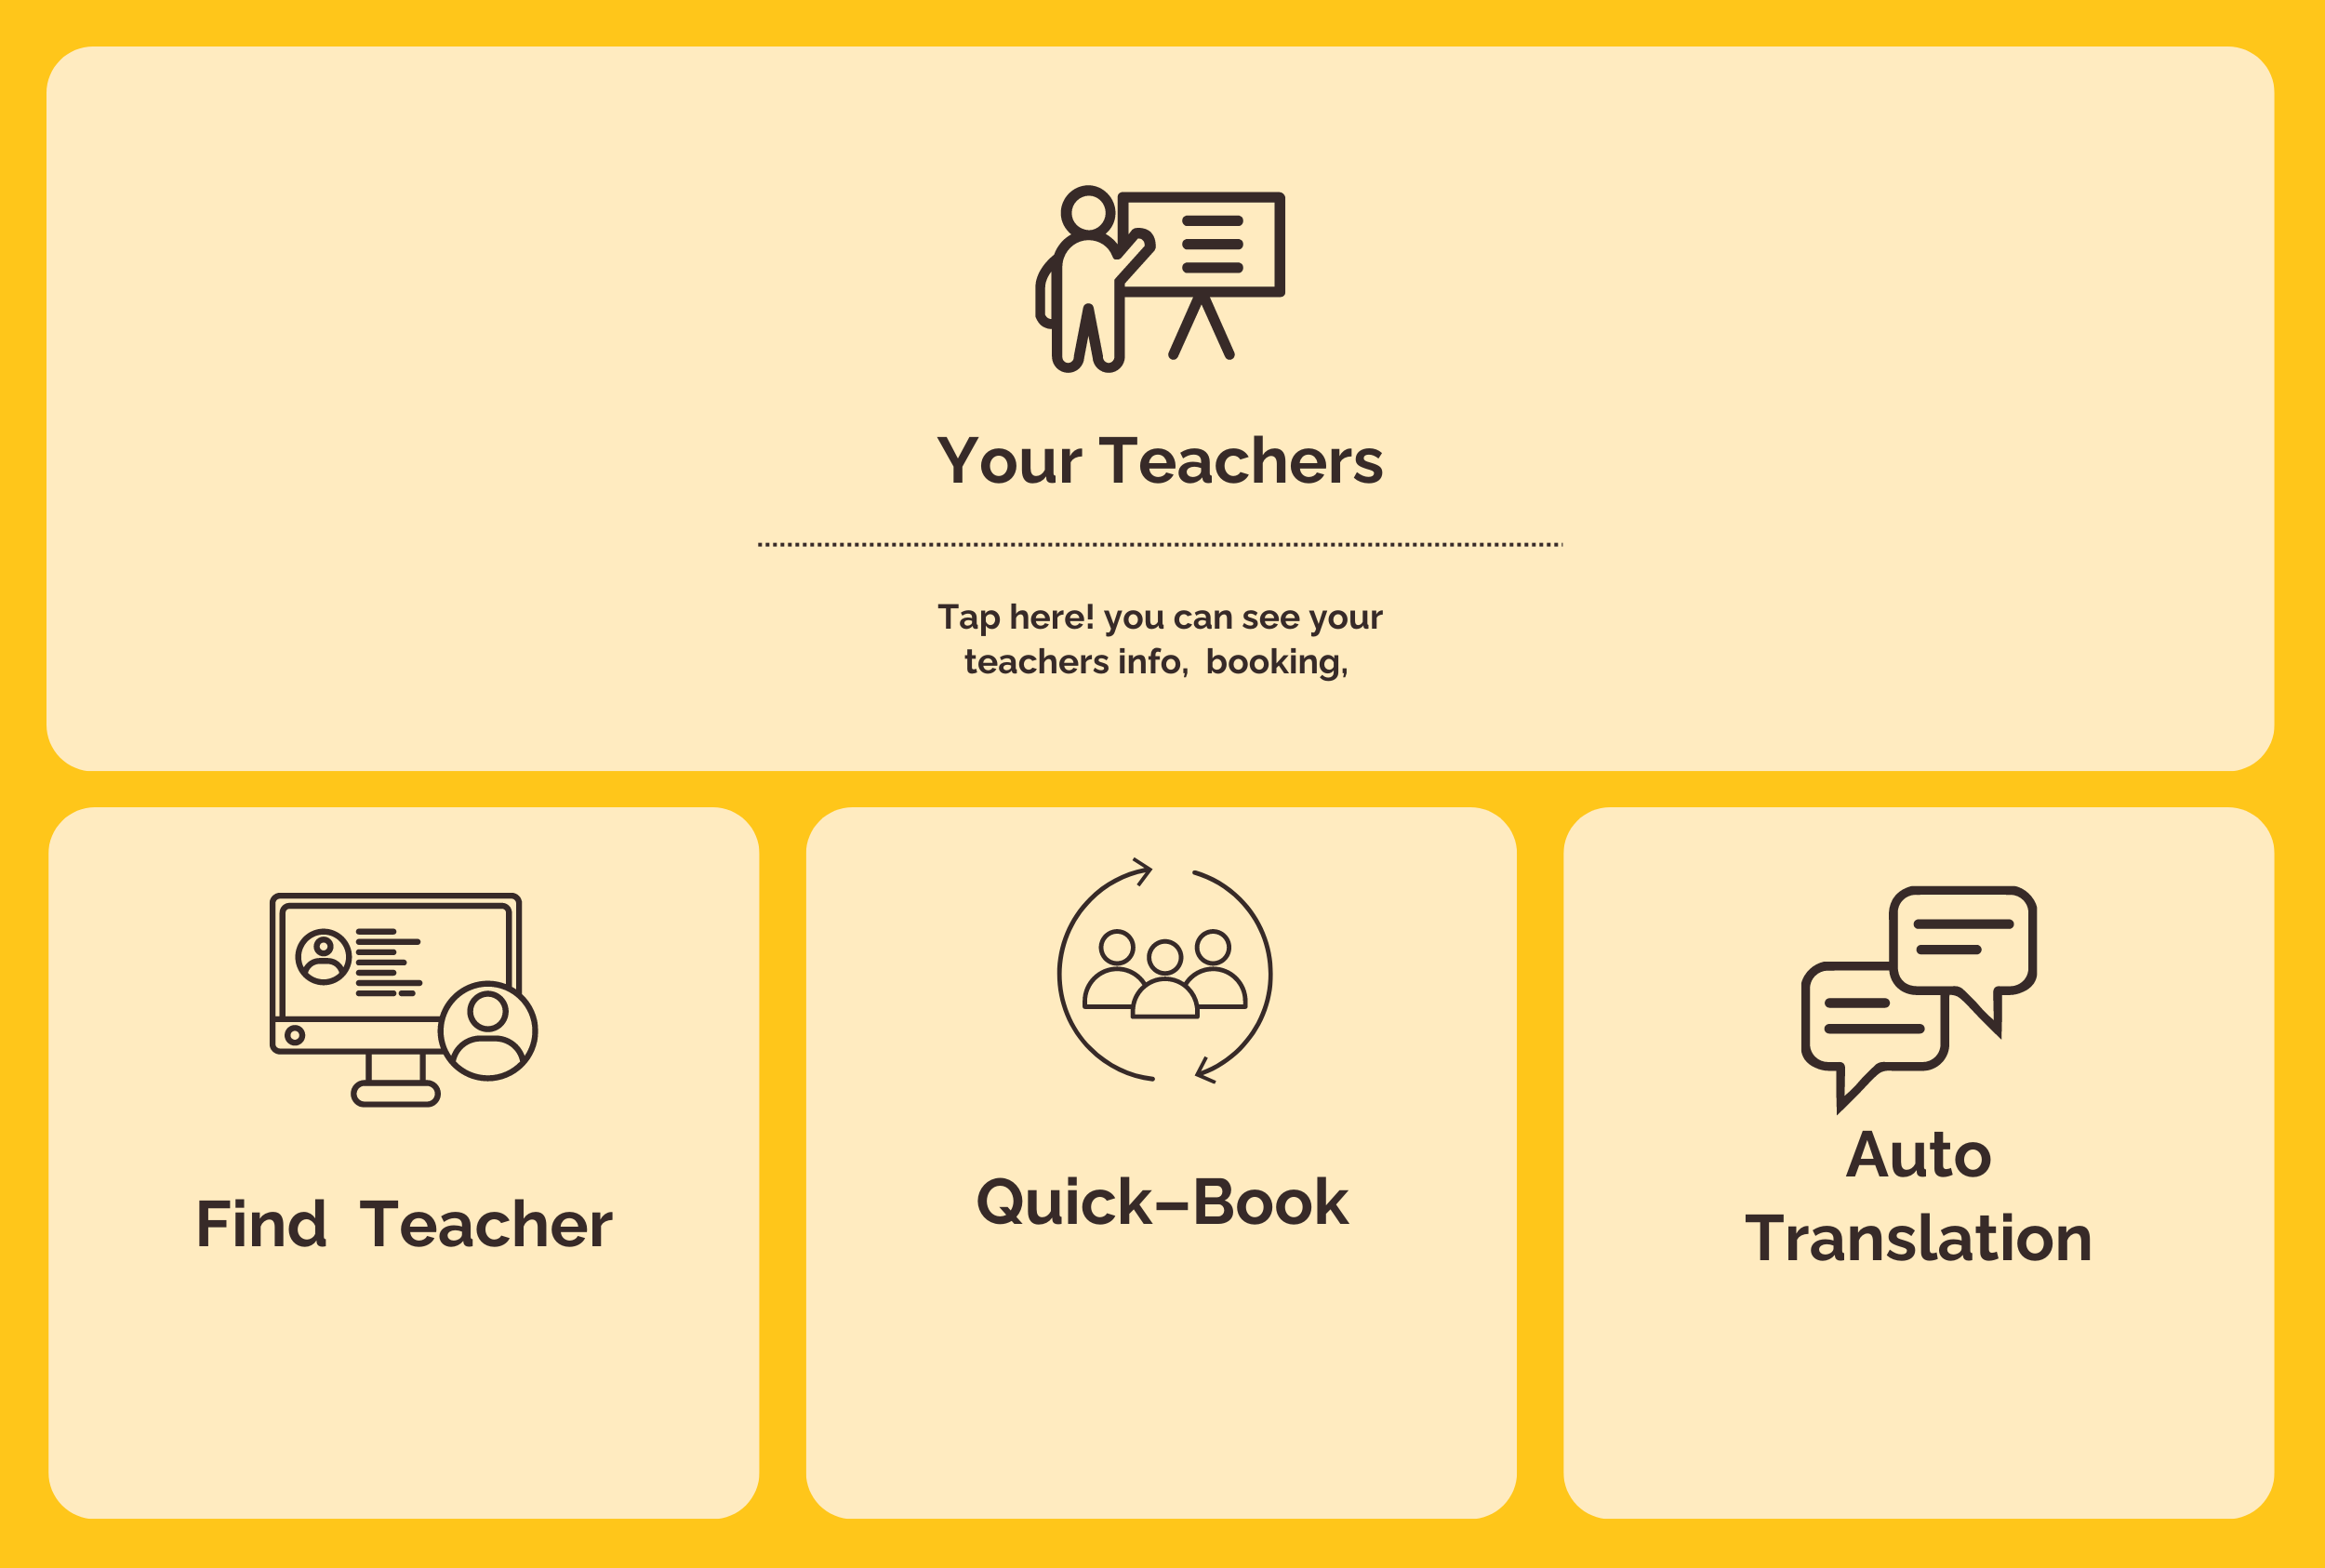 Your Teachers
Tap here! you can see your
teachers info,  booking,
Find  Teacher
Quick–Book
Auto
Translation